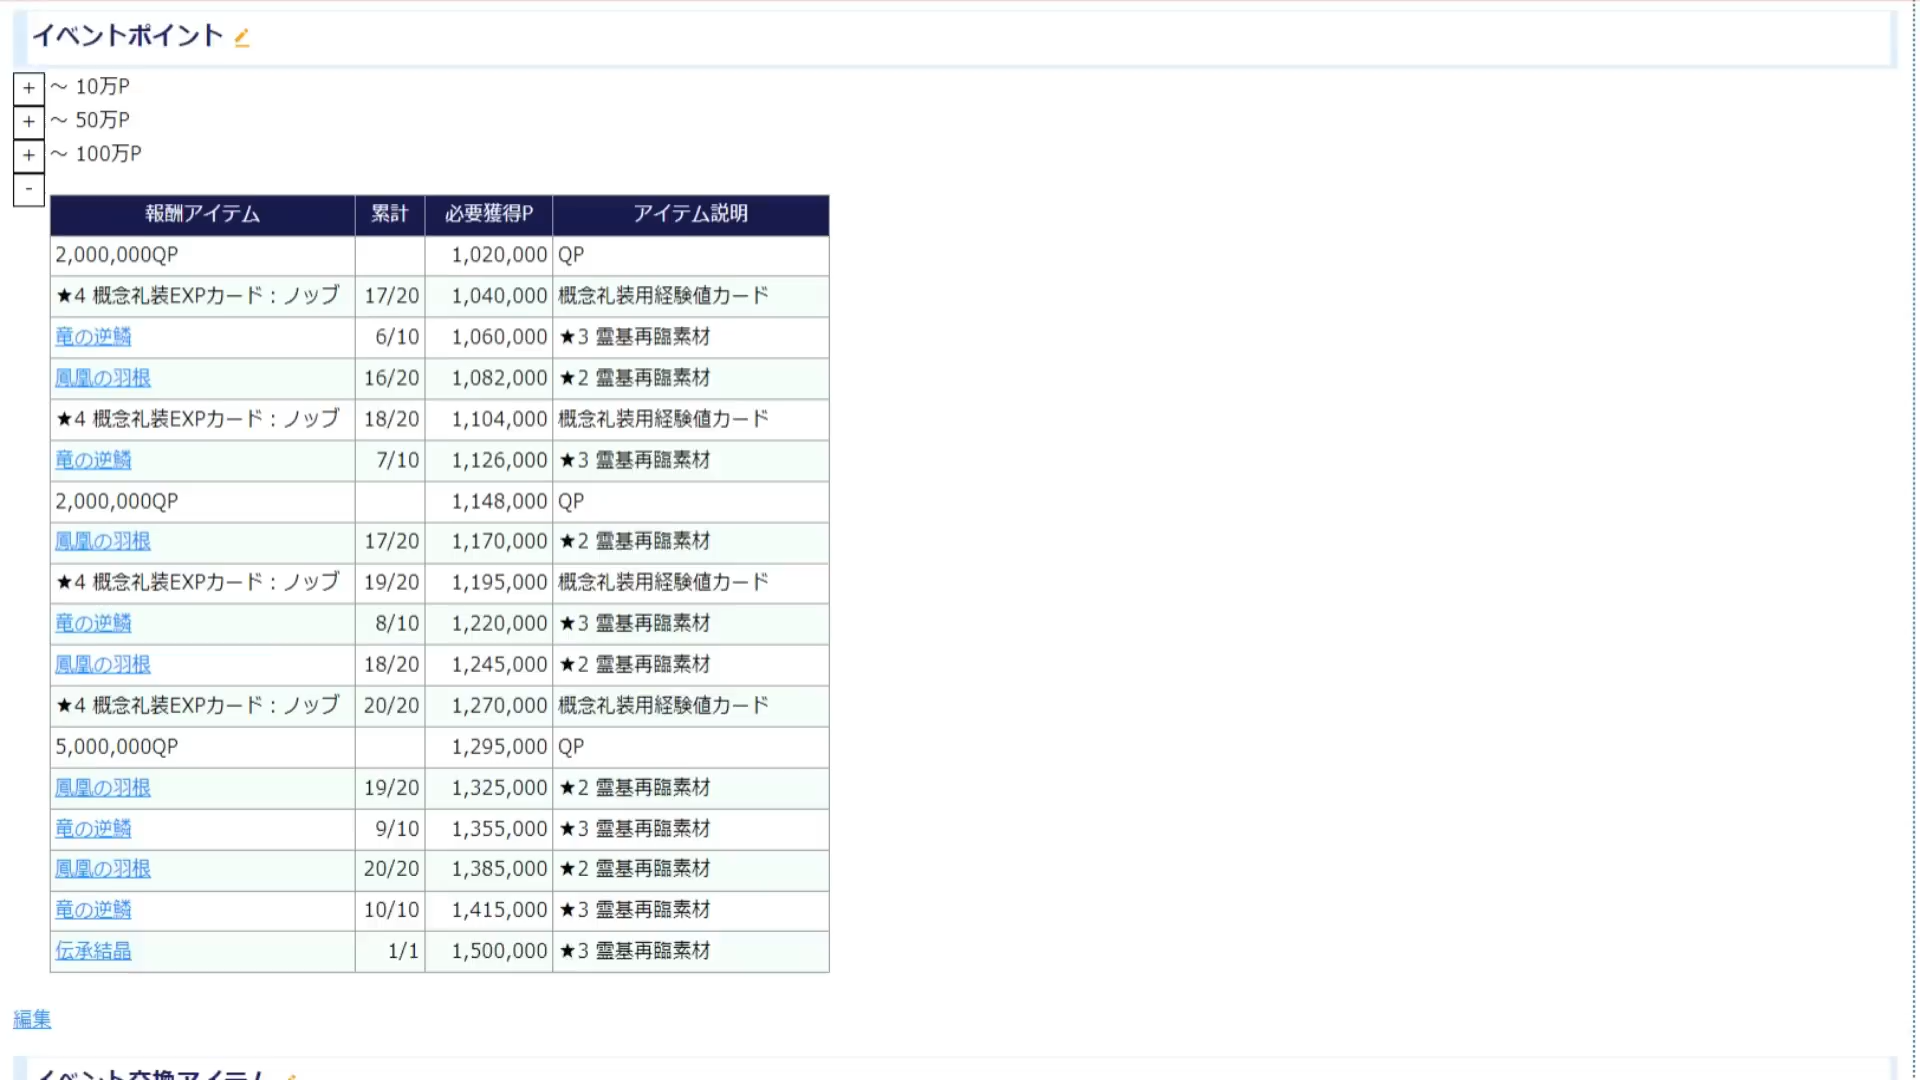 イベントポイント
+ ～ 10万P
+ ～ 50万P
+ ～ 100万P
-
報酬アイテム 累計 必要獲得P アイテム説明
2,000,000QP 1,020,000 QP
★4 概念礼装EXPカード：ノッブ 17/20 1,040,000 概念礼装用経験値カード
竜の逆鱗 6/10 1,060,000 ★3 霊基再臨素材
鳳凰の羽根 16/20 1,082,000 ★2 霊基再臨素材
★4 概念礼装EXPカード：ノッブ 18/20 1,104,000 概念礼装用経験値カード
竜の逆鱗 7/10 1,126,000 ★3 霊基再臨素材
2,000,000QP 1,148,000 QP
鳳凰の羽根 17/20 1,170,000 ★2 霊基再臨素材
★4 概念礼装EXPカード：ノッブ 19/20 1,195,000 概念礼装用経験値カード
竜の逆鱗 8/10 1,220,000 ★3 霊基再臨素材
鳳凰の羽根 18/20 1,245,000 ★2 霊基再臨素材
★4 概念礼装EXPカード：ノッブ 20/20 1,270,000 概念礼装用経験値カード
5,000,000QP 1,295,000 QP
鳳凰の羽根 19/20 1,325,000 ★2 霊基再臨素材
竜の逆鱗 9/10 1,355,000 ★3 霊基再臨素材
鳳凰の羽根 20/20 1,385,000 ★2 霊基再臨素材
竜の逆鱗 10/10 1,415,000 ★3 霊基再臨素材
伝承結晶 1/1 1,500,000 ★3 霊基再臨素材
編集
イベント交換アイテム